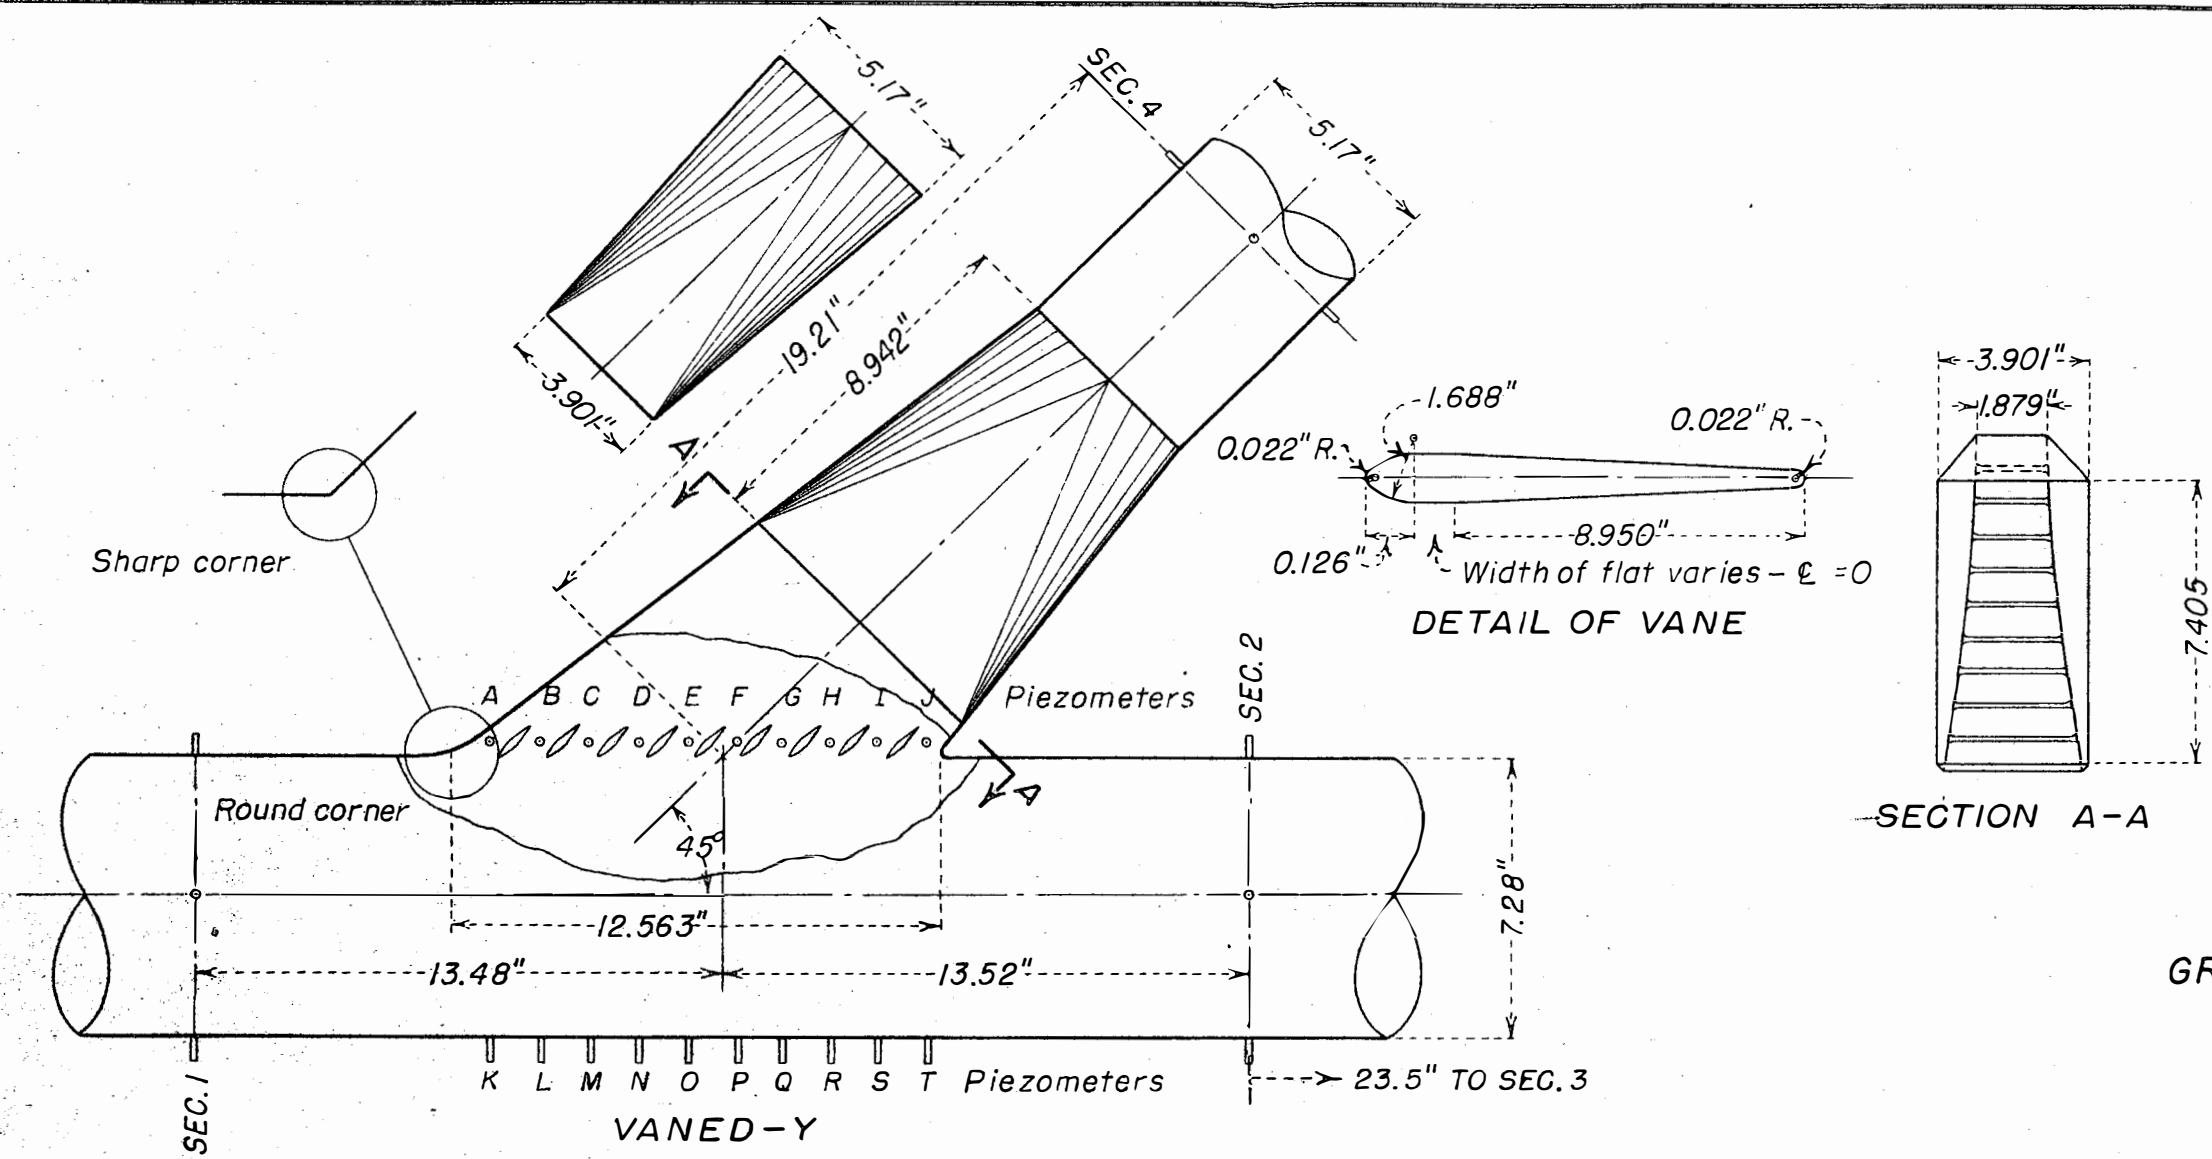 SEC. 4
5.17"
5.17"
19.21"
8.942"
3.901"
A
Sharp corner
A B C D E F G H I J Piezometers
Round corner
45°
A
12.563"
13.48"
13.52"
7.28"
SEC. 1
SEC. 2
K L M N O P Q R S T Piezometers
23.5" TO SEC. 3
VANED-Y
1.688"
0.022" R.
0.022" R.
8.950"
0.126"
Width of flat varies - ℄ = 0
DETAIL OF VANE
3.901"
1.879"
7.405
SECTION A-A
GR